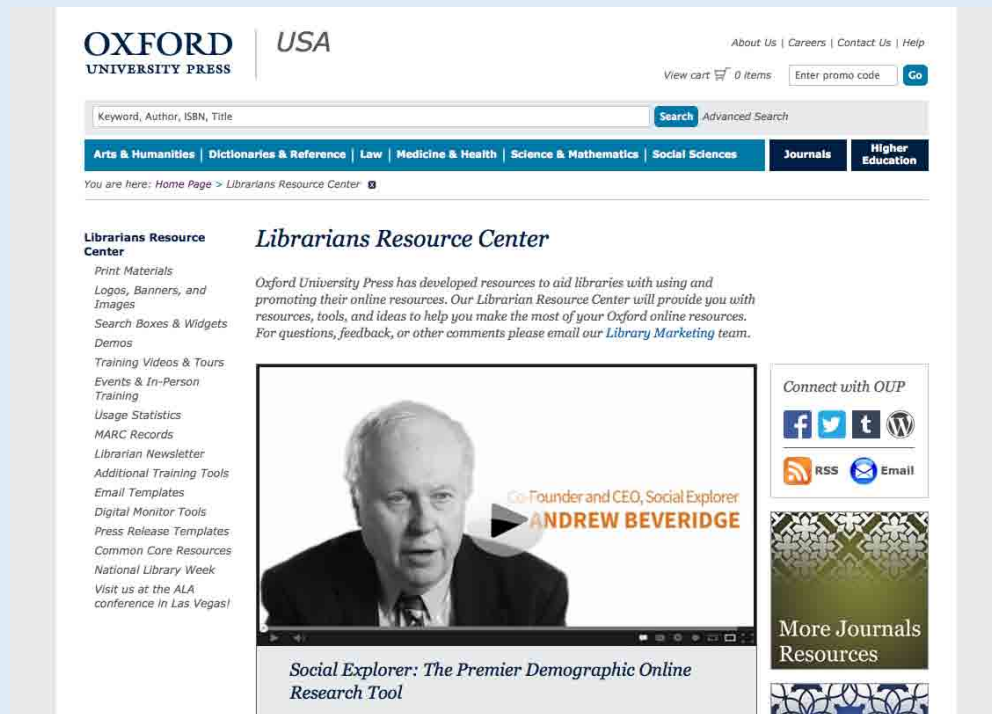 OXFORD
UNIVERSITY PRESS
USA
About Us | Careers | Contact Us | Help
View cart 0 items
Enter promo code
Go
Keyword, Author, ISBN, Title
Search
Advanced Search
Arts & Humanities | Dictionaries & Reference | Law | Medicine & Health | Science & Mathematics | Social Sciences
Journals
Higher
Education
You are here: Home Page > Librarians Resource Center
Librarians Resource
Center
Print Materials
Logos, Banners, and
Images
Search Boxes & Widgets
Demos
Training Videos & Tours
Events & In-Person
Training
Usage Statistics
MARC Records
Librarian Newsletter
Additional Training Tools
Email Templates
Digital Monitor Tools
Press Release Templates
Common Core Resources
National Library Week
Visit us at the ALA
conference in Las Vegas!
Librarians Resource Center
Oxford University Press has developed resources to aid libraries with using and
promoting their online resources. Our Librarian Resource Center will provide you with
resources, tools, and ideas to help you make the most of your Oxford online resources.
For questions, feedback, or other comments please email our Library Marketing team.
Co-Founder and CEO, Social Explorer
ANDREW BEVERIDGE
Social Explorer: The Premier Demographic Online
Research Tool
Connect with OUP
RSS
Email
More Journals
Resources